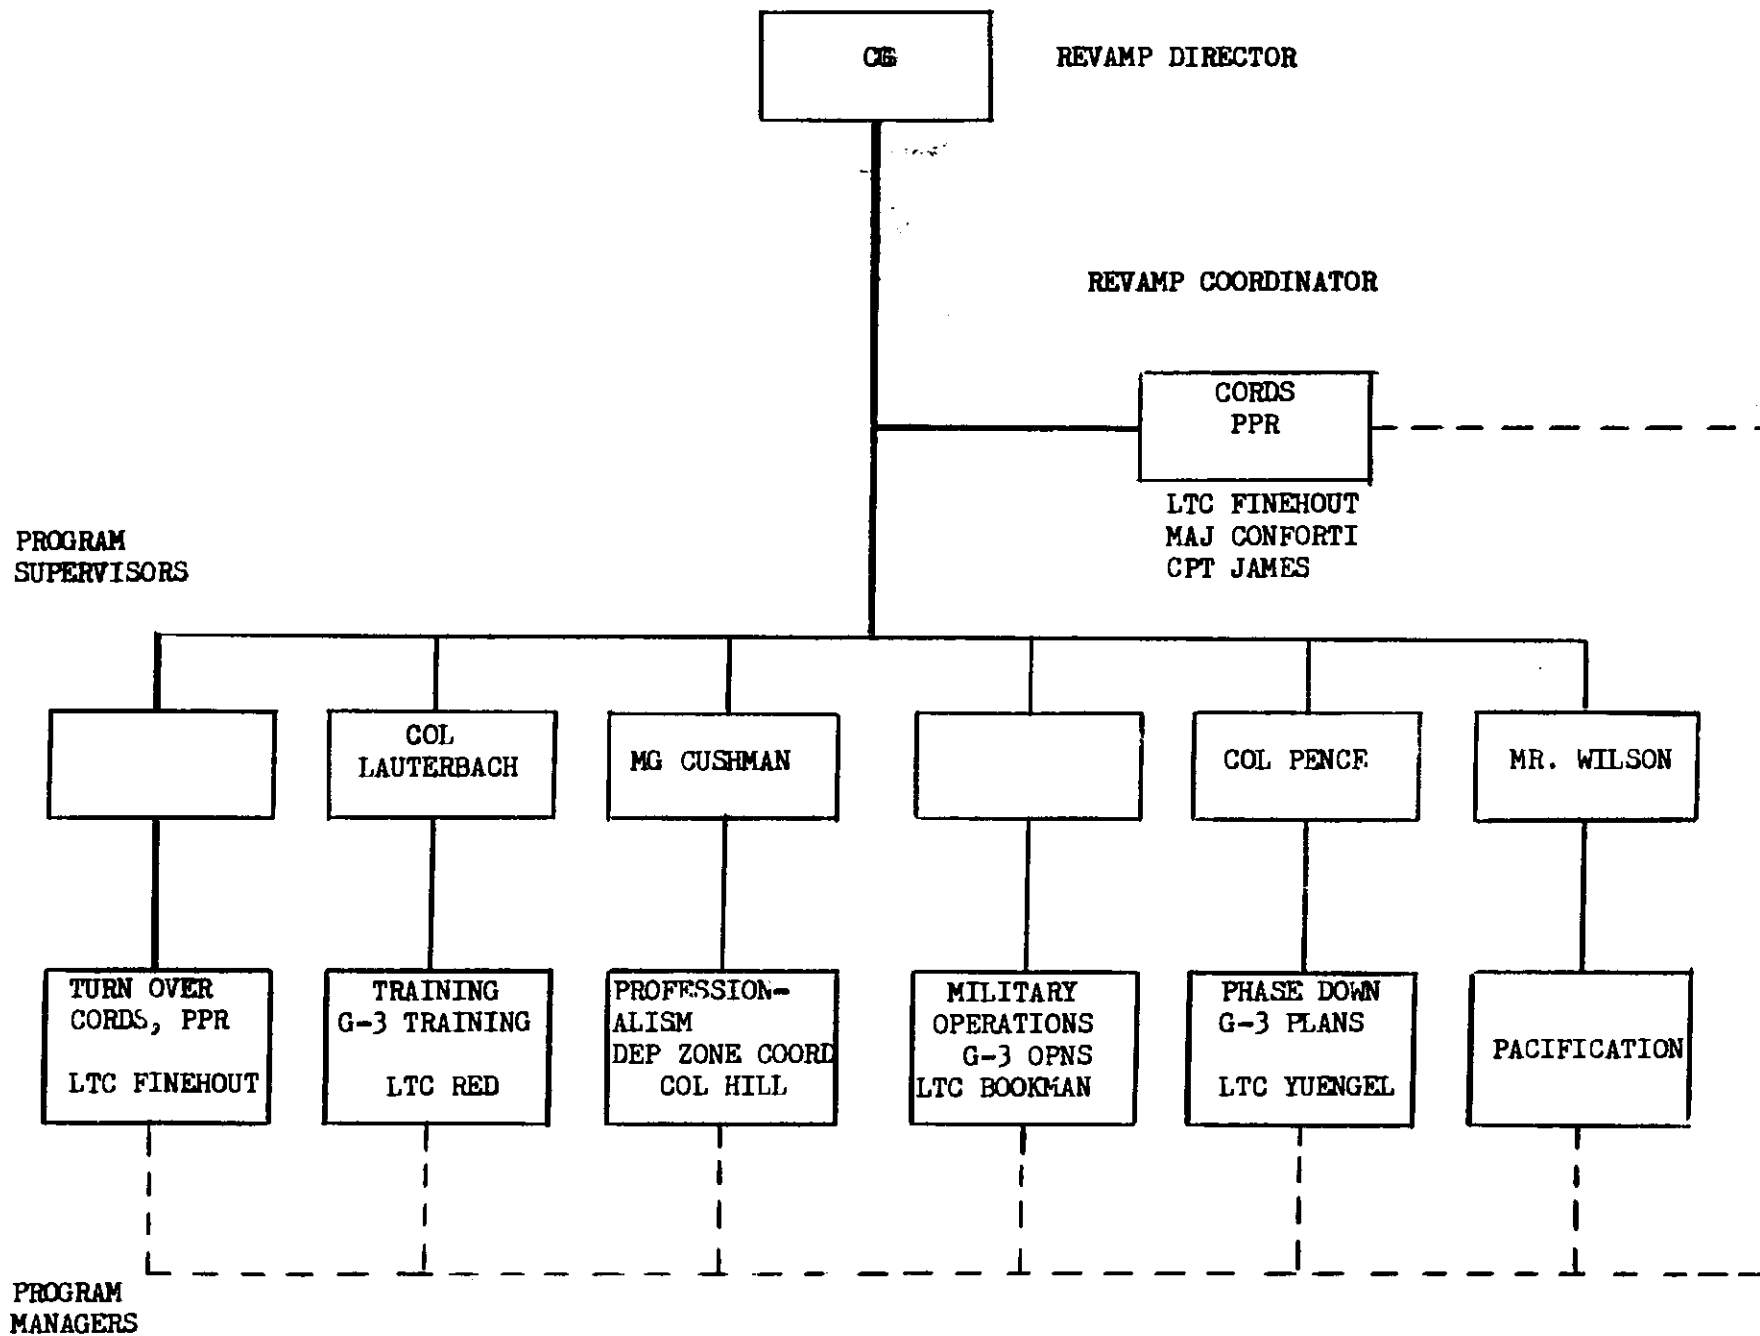 REVAMP DIRECTOR
REVAMP COORDINATOR
CORDS
PPR
LTC FINEHOUT
MAJ CONFORTI
CPT JAMES
PROGRAM
SUPERVISORS
COL
LAUTERBACH
MG CUSHMAN
COL PENCE
MR. WILSON
TURN OVER
CORDS, PPR
LTC FINEHOUT
TRAINING
G-3 TRAINING
LTC RED
PROFESSION-
ALISM
DEP ZONE COORD
COL HILL
MILITARY
OPERATIONS
G-3 OPNS
LTC BOOKMAN
PHASE DOWN
G-3 PLANS
LTC YUENGEL
PACIFICATION
PROGRAM
MANAGERS